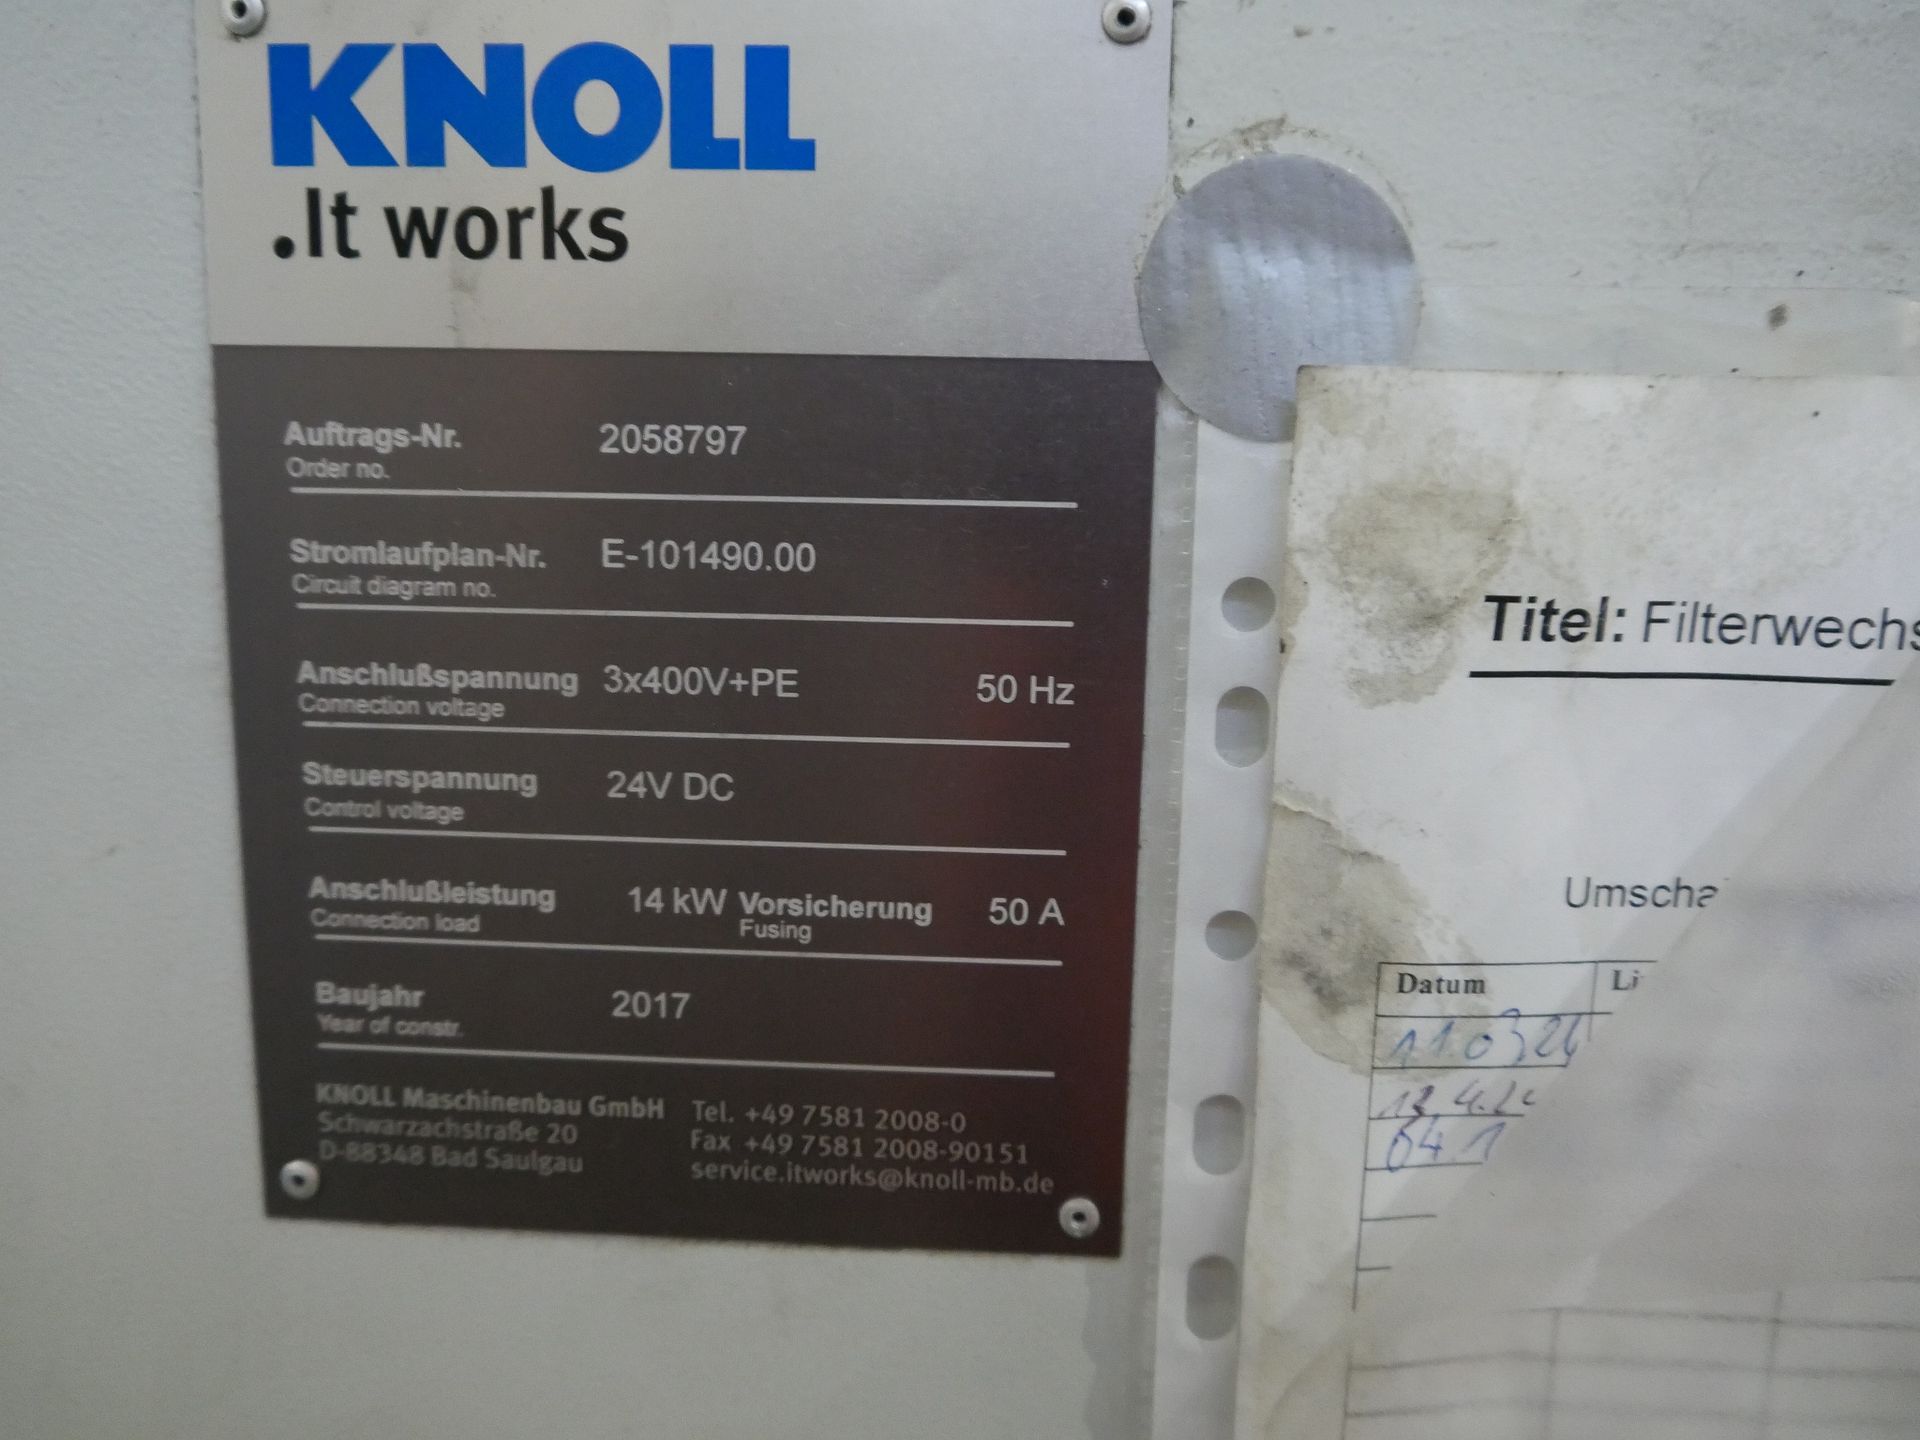 KNOLL
.It works
Auftrags-Nr. 2058797
Order no.
Stromlaufplan-Nr. E-101490.00
Circuit diagram no.
Anschlußspannung 3x400V+PE 50 Hz
Connection voltage
Steuerspannung 24V DC
Control voltage
Anschlußleistung 14 kW Vorsicherung 50 A
Connection load Fusing
Baujahr 2017
Year of constr.
KNOLL Maschinenbau GmbH
Schwarzachstraße 20
D-88348 Bad Saulgau
Tel. +49 7581 2008-0
Fax +49 7581 2008-90151
service.itworks@knoll-mb.de
Titel: Filterwechs
Umscha
Datum Li